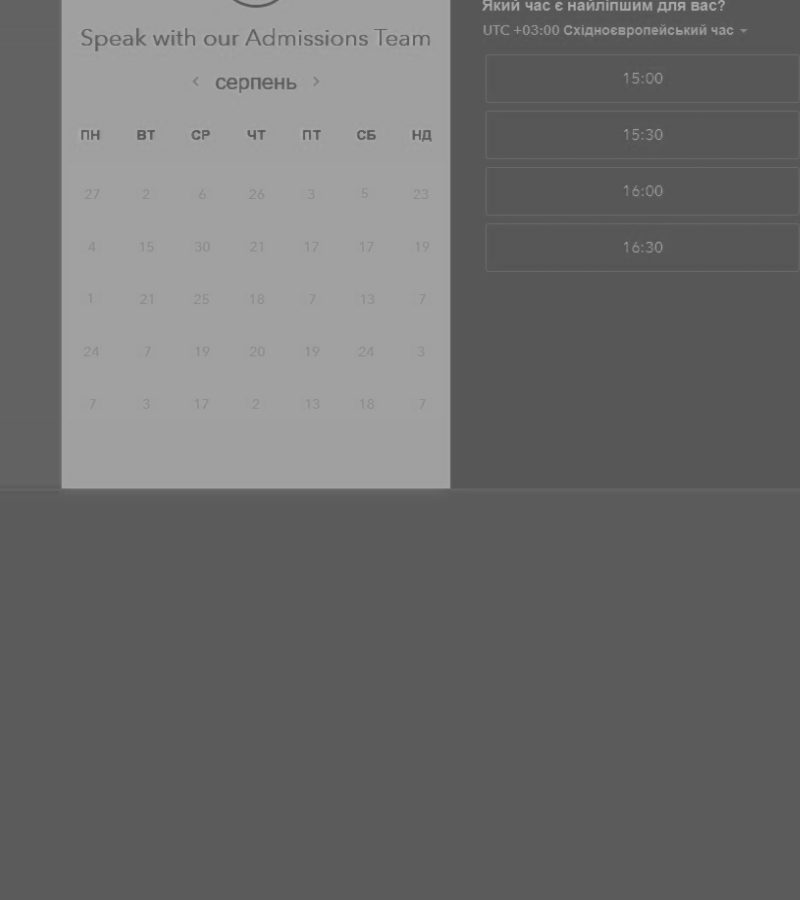 Speak with our Admissions Team
серпень
ПН ВТ СР ЧТ ПТ СБ НД
27 2 6 26 3 5 23
4 15 30 21 17 17 19
1 21 25 18 7 13 7
24 7 19 20 19 24 3
7 3 17 2 13 18 7
Який час є найліпшим для вас?
UTC +03:00 Східноєвропейський час
15:00
15:30
16:00
16:30